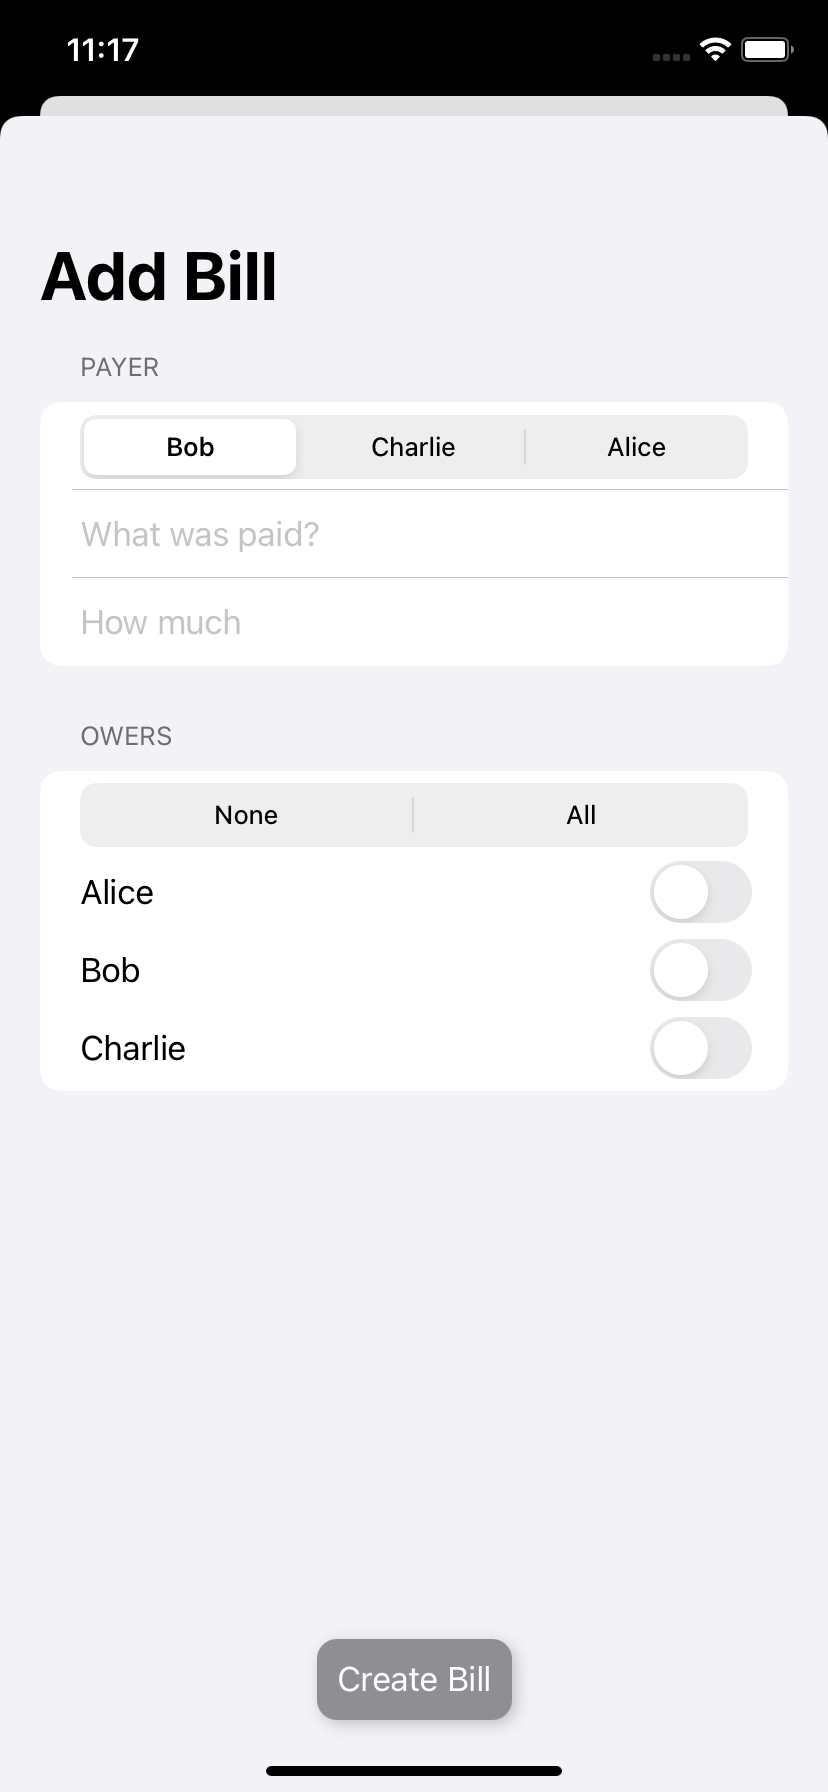 11:17
Add Bill
PAYER
Bob Charlie Alice
What was paid?
How much
OWERS
None All
Alice
Bob
Charlie
Create Bill